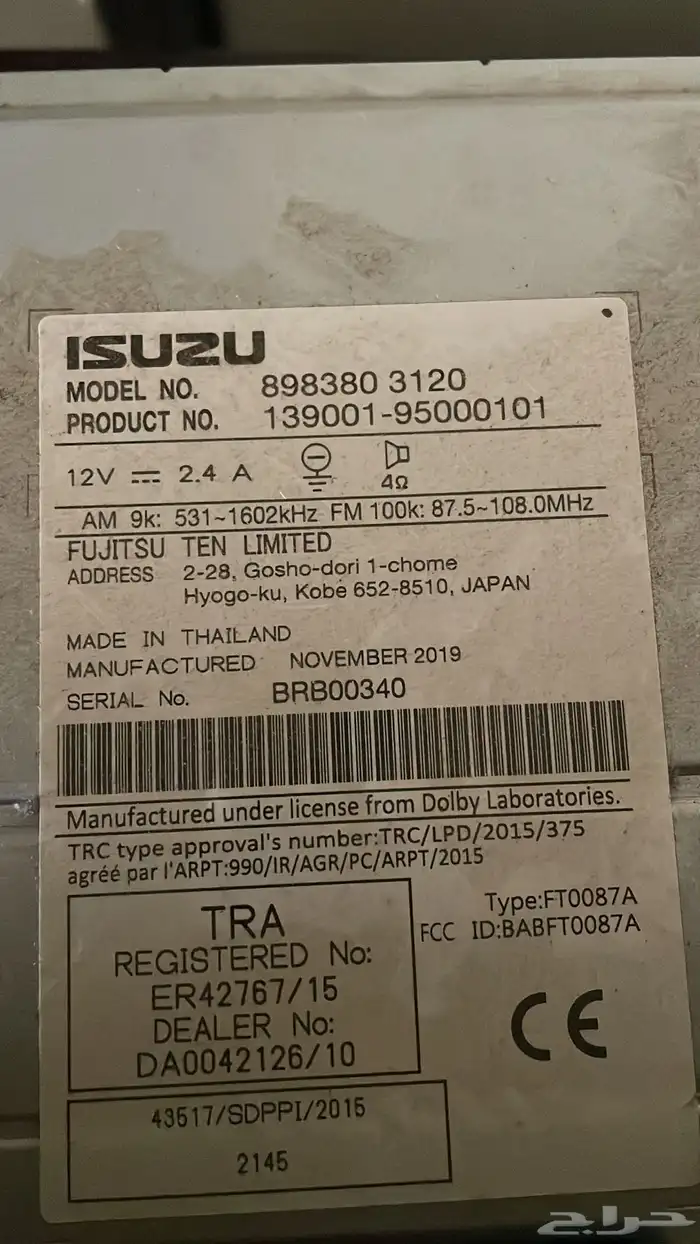 ISUZU
MODEL NO. 898380 3120
PRODUCT NO. 139001-95000101
12V 2.4 A 4Ω
AM 9k: 531~1602kHz FM 100k: 87.5~108.0MHz
FUJITSU TEN LIMITED
ADDRESS 2-28, Gosho-dori 1-chome
Hyogo-ku, Kobe 652-8510, JAPAN
MADE IN THAILAND
MANUFACTURED NOVEMBER 2019
SERIAL No. BRB00340
Manufactured under license from Dolby Laboratories.
TRC type approval's number:TRC/LPD/2015/375
agréé par l'ARPT:990/IR/AGR/PC/ARPT/2015
Type:FT0087A
FCC ID:BABFT0087A
TRA
REGISTERED No:
ER42767/15
DEALER No:
DA0042126/10
CE
43517/SDPPI/2015
2145
حراج